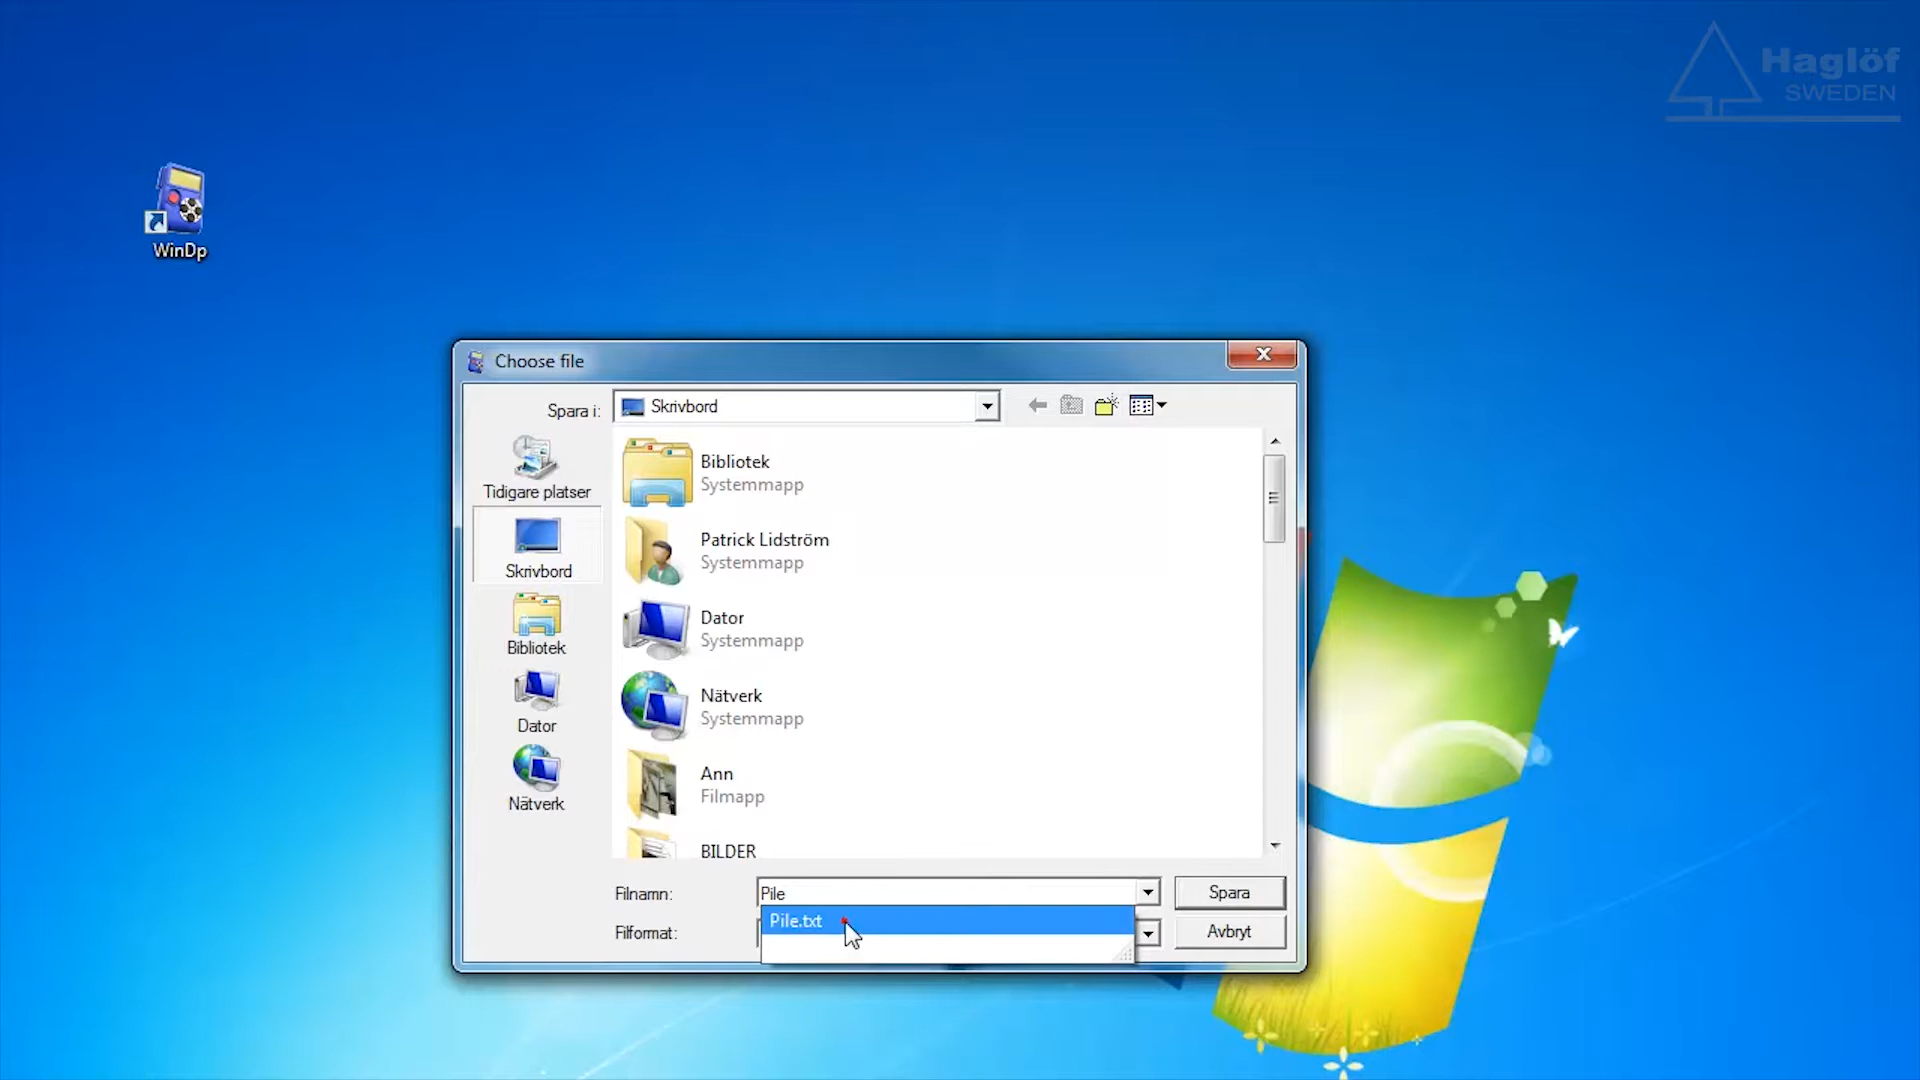 Haglöf
SWEDEN
WinDp
Choose file
Spara i:
Skrivbord
Tidigare platser
Skrivbord
Bibliotek
Dator
Nätverk
Bibliotek
Systemmapp
Patrick Lidström
Systemmapp
Dator
Systemmapp
Nätverk
Systemmapp
Ann
Filmapp
BILDER
Filnamn:
Pile
Spara
Pile.txt
Filformat:
Avbryt